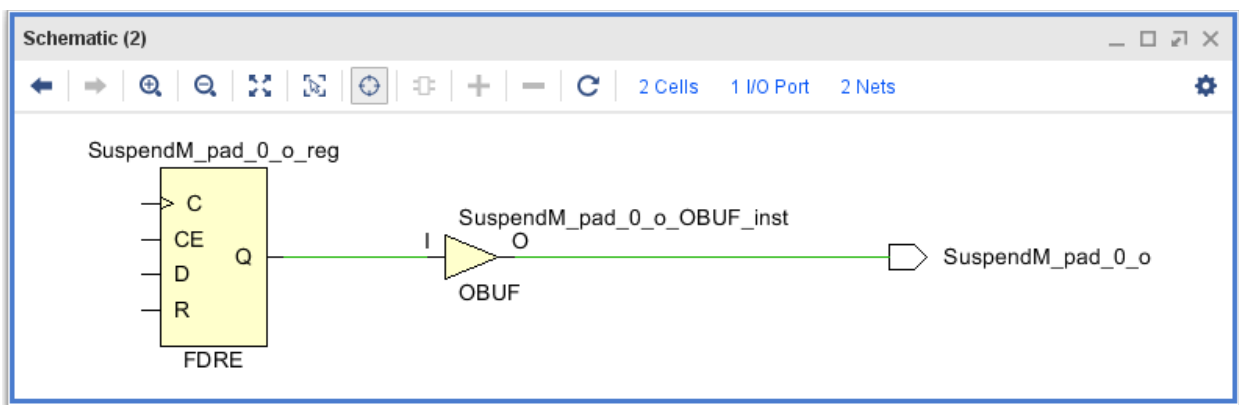 Schematic (2)
2 Cells 1 I/O Port 2 Nets
SuspendM_pad_0_o_reg
C
CE
D
R
Q
FDRE
SuspendM_pad_0_o_OBUF_inst
I
O
OBUF
SuspendM_pad_0_o